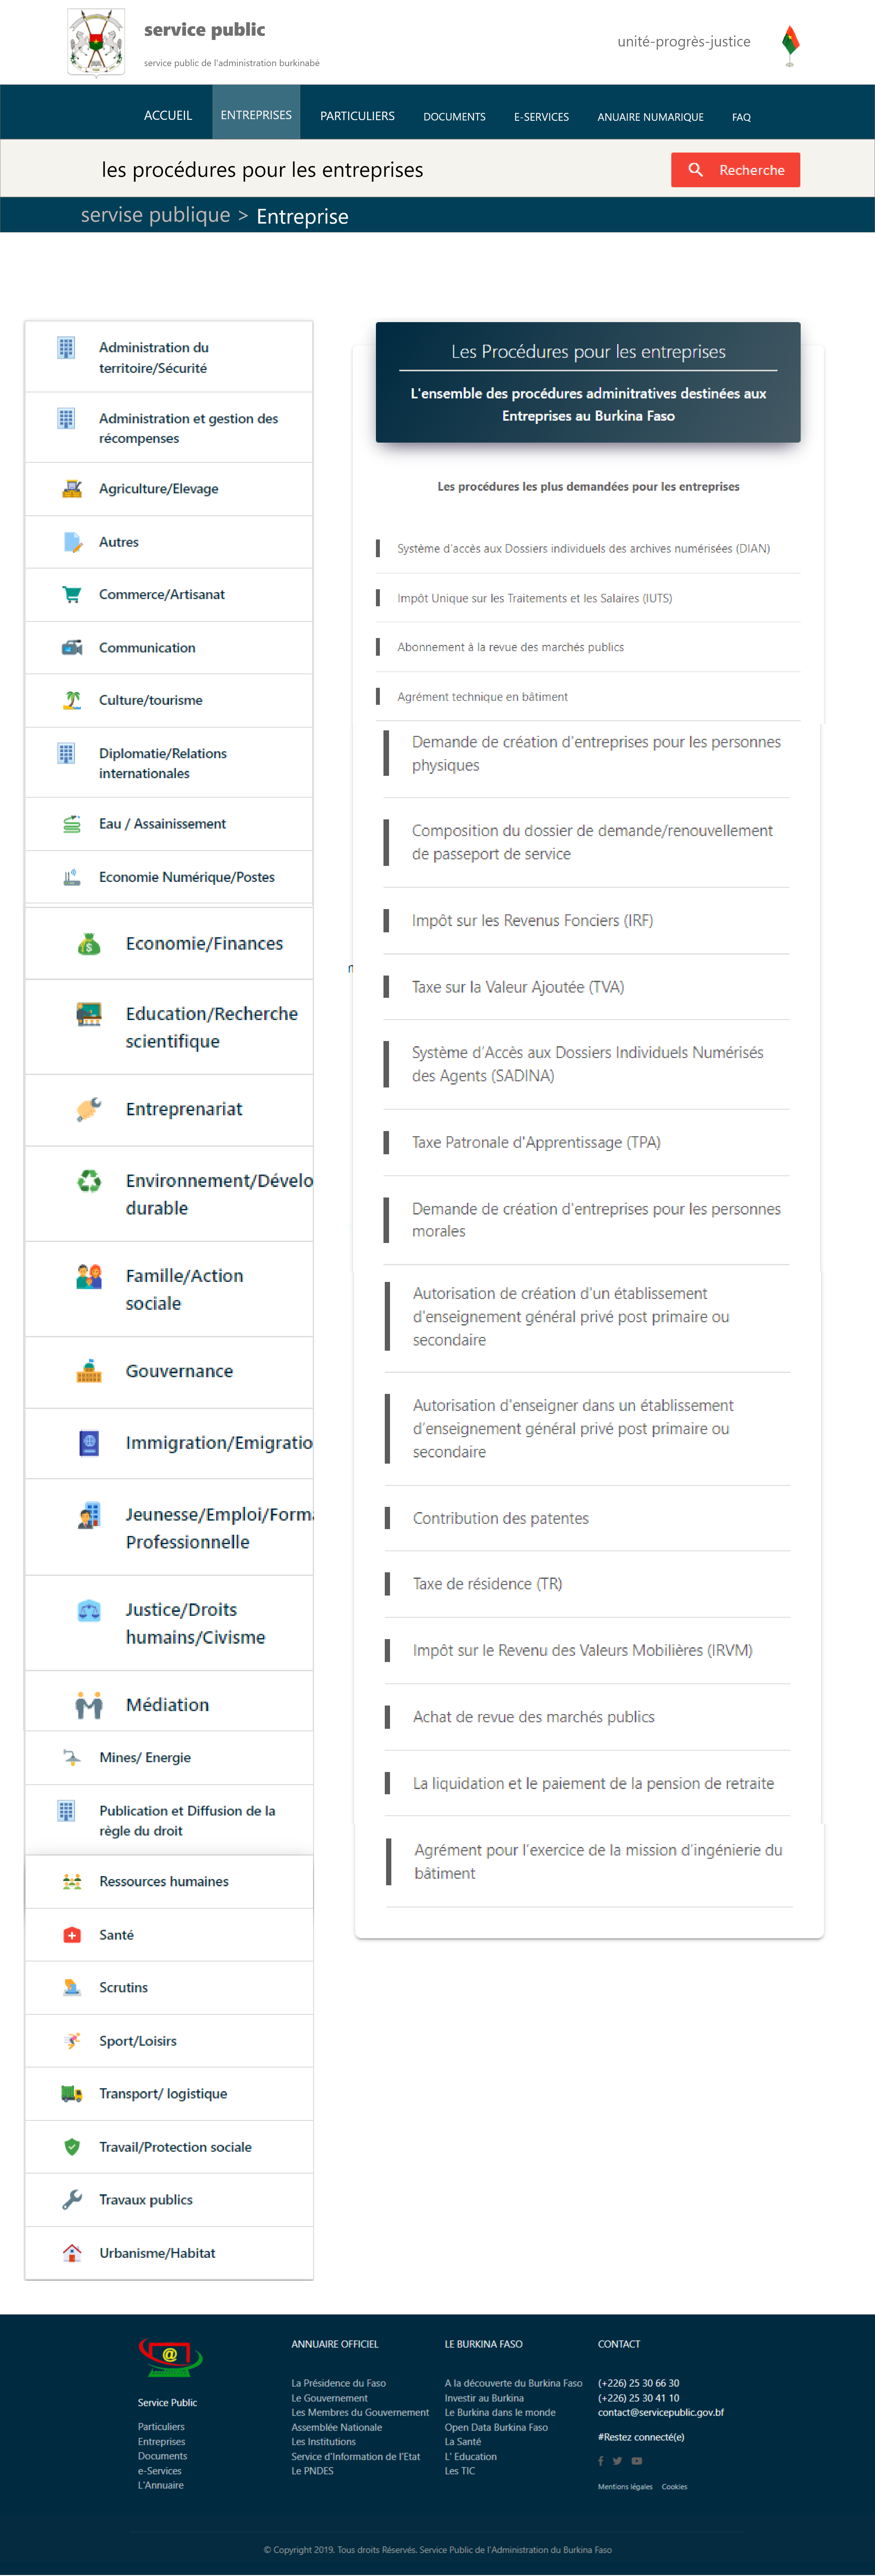 service public
service public de l'administration burkinabé
unité-progrès-justice
ACCUEIL
ENTREPRISES
PARTICULIERS
DOCUMENTS
E-SERVICES
ANUAIRE NUMARIQUE
FAQ
les procédures pour les entreprises
Recherche
servise publique > Entreprise
Administration du
territoire/Sécurité
Administration et gestion des
récompenses
Agriculture/Elevage
Autres
Commerce/Artisanat
Communication
Culture/tourisme
Diplomatie/Relations
internationales
Eau / Assainissement
Economie Numérique/Postes
Economie/Finances
Education/Recherche
scientifique
Entreprenariat
Environnement/Dévelo
durable
Famille/Action
sociale
Gouvernance
Immigration/Emigratio
Jeunesse/Emploi/Forma
Professionnelle
Justice/Droits
humains/Civisme
Médiation
Mines/ Energie
Publication et Diffusion de la
règle du droit
Ressources humaines
Santé
Scrutins
Sport/Loisirs
Transport/ logistique
Travail/Protection sociale
Travaux publics
Urbanisme/Habitat
Les Procédures pour les entreprises
L'ensemble des procédures adminitratives destinées aux
Entreprises au Burkina Faso
Les procédures les plus demandées pour les entreprises
Système d'accès aux Dossiers individuels des archives numérisées (DIAN)
Impôt Unique sur les Traitements et les Salaires (IUTS)
Abonnement à la revue des marchés publics
Agrément technique en bâtiment
Demande de création d'entreprises pour les personnes
physiques
Composition du dossier de demande/renouvellement
de passeport de service
Impôt sur les Revenus Fonciers (IRF)
Taxe sur la Valeur Ajoutée (TVA)
Système d'Accès aux Dossiers Individuels Numérisés
des Agents (SADINA)
Taxe Patronale d'Apprentissage (TPA)
Demande de création d'entreprises pour les personnes
morales
Autorisation de création d'un établissement
d'enseignement général privé post primaire ou
secondaire
Autorisation d'enseigner dans un établissement
d'enseignement général privé post primaire ou
secondaire
Contribution des patentes
Taxe de résidence (TR)
Impôt sur le Revenu des Valeurs Mobilières (IRVM)
Achat de revue des marchés publics
La liquidation et le paiement de la pension de retraite
Agrément pour l'exercice de la mission d'ingénierie du
bâtiment
Service Public
Particuliers
Entreprises
Documents
e-Services
L'Annuaire
ANNUAIRE OFFICIEL
La Présidence du Faso
Le Gouvernement
Les Membres du Gouvernement
Assemblée Nationale
Les Institutions
Service d'Information de l'Etat
Le PNDES
LE BURKINA FASO
A la découverte du Burkina Faso
Investir au Burkina
Le Burkina dans le monde
Open Data Burkina Faso
La Santé
L' Education
Les TIC
CONTACT
(+226) 25 30 66 30
(+226) 25 30 41 10
contact@servicepublic.gov.bf
#Restez connecté(e)
Mentions légales Cookies
© Copyright 2019. Tous droits Réservés. Service Public de l'Administration du Burkina Faso